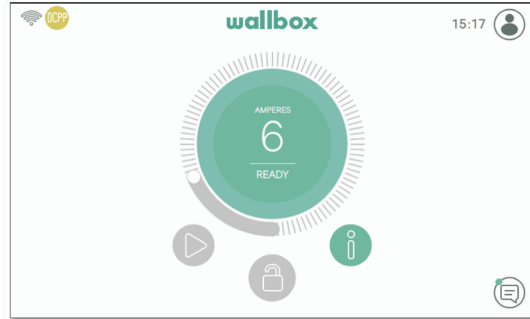 OCPP
wallbox
15:17
AMPERES
6
READY
i